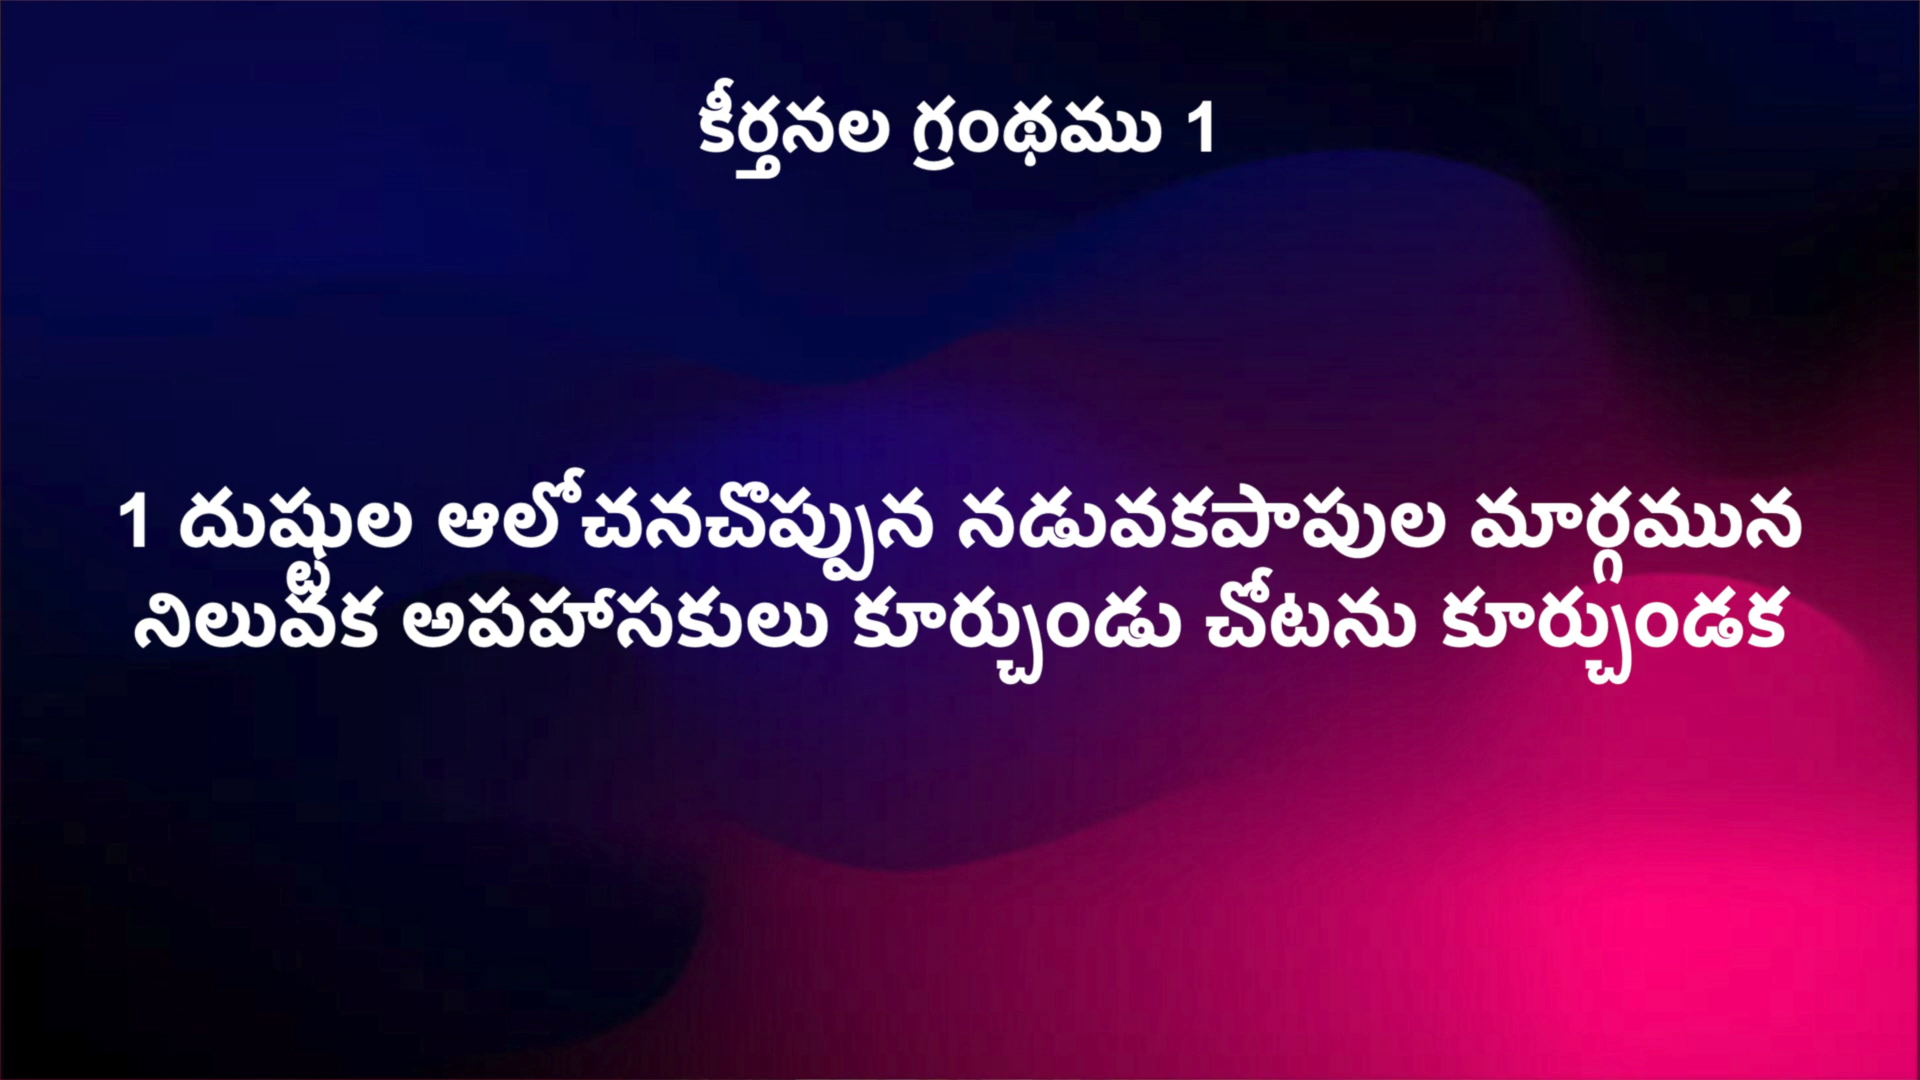 కీర్తనల గ్రంథము 1
1 దుష్టుల ఆలోచనచొప్పున నడువకపాపుల మార్గమున
నిలువక అపహాసకులు కూర్చుండు చోటను కూర్చుండక